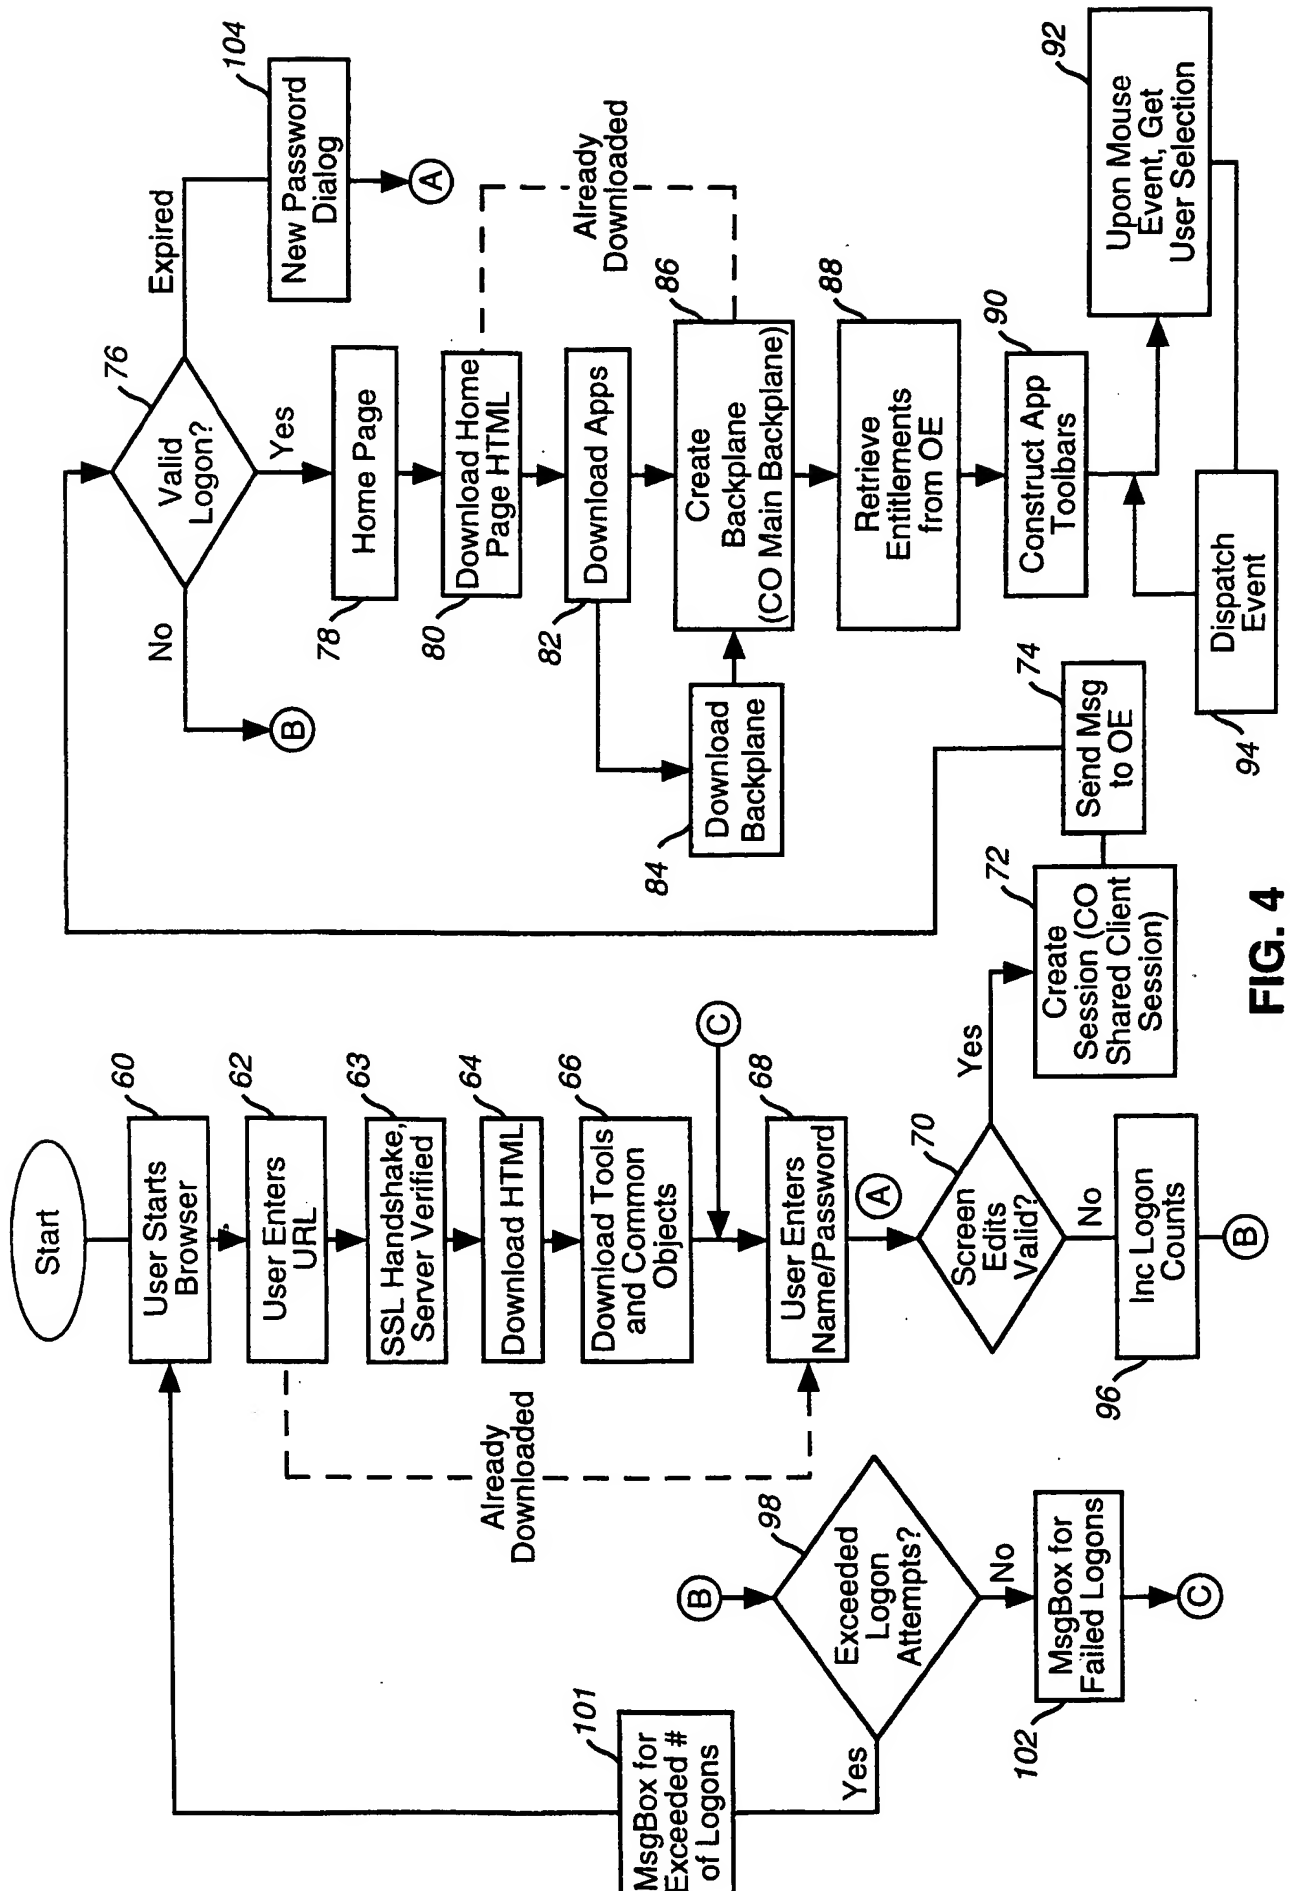 Start
60
User Starts
Browser
62
User Enters
URL
63
SSL Handshake,
Server Verified
64
Download HTML
66
Download Tools
and Common
Objects
C
Already
Downloaded
68
User Enters
Name/Password
A
70
Screen
Edits
Valid?
Yes
No
96
Inc Logon
Counts
B
72
Create
Session (CO
Shared Client
Session)
74
Send Msg
to OE
B
98
Exceeded
Logon
Attempts?
Yes
No
101
MsgBox for
Exceeded #
of Logons
102
MsgBox for
Failed Logons
C
76
Valid
Logon?
No
B
Yes
Expired
104
New Password
Dialog
A
78
Home Page
80
Download Home
Page HTML
Already
Downloaded
82
Download Apps
84
Download
Backplane
86
Create
Backplane
(CO Main Backplane)
88
Retrieve
Entitlements
from OE
90
Construct App
Toolbars
92
Upon Mouse
Event, Get
User Selection
94
Dispatch
Event
FIG. 4